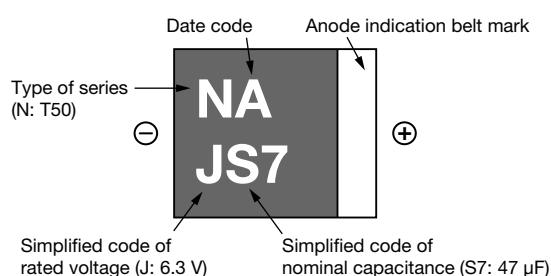 Date code
Anode indication belt mark
Type of series
(N: T50)
NA
JS7
⊖
⊕
Simplified code of
rated voltage (J: 6.3 V)
Simplified code of
nominal capacitance (S7: 47 µF)